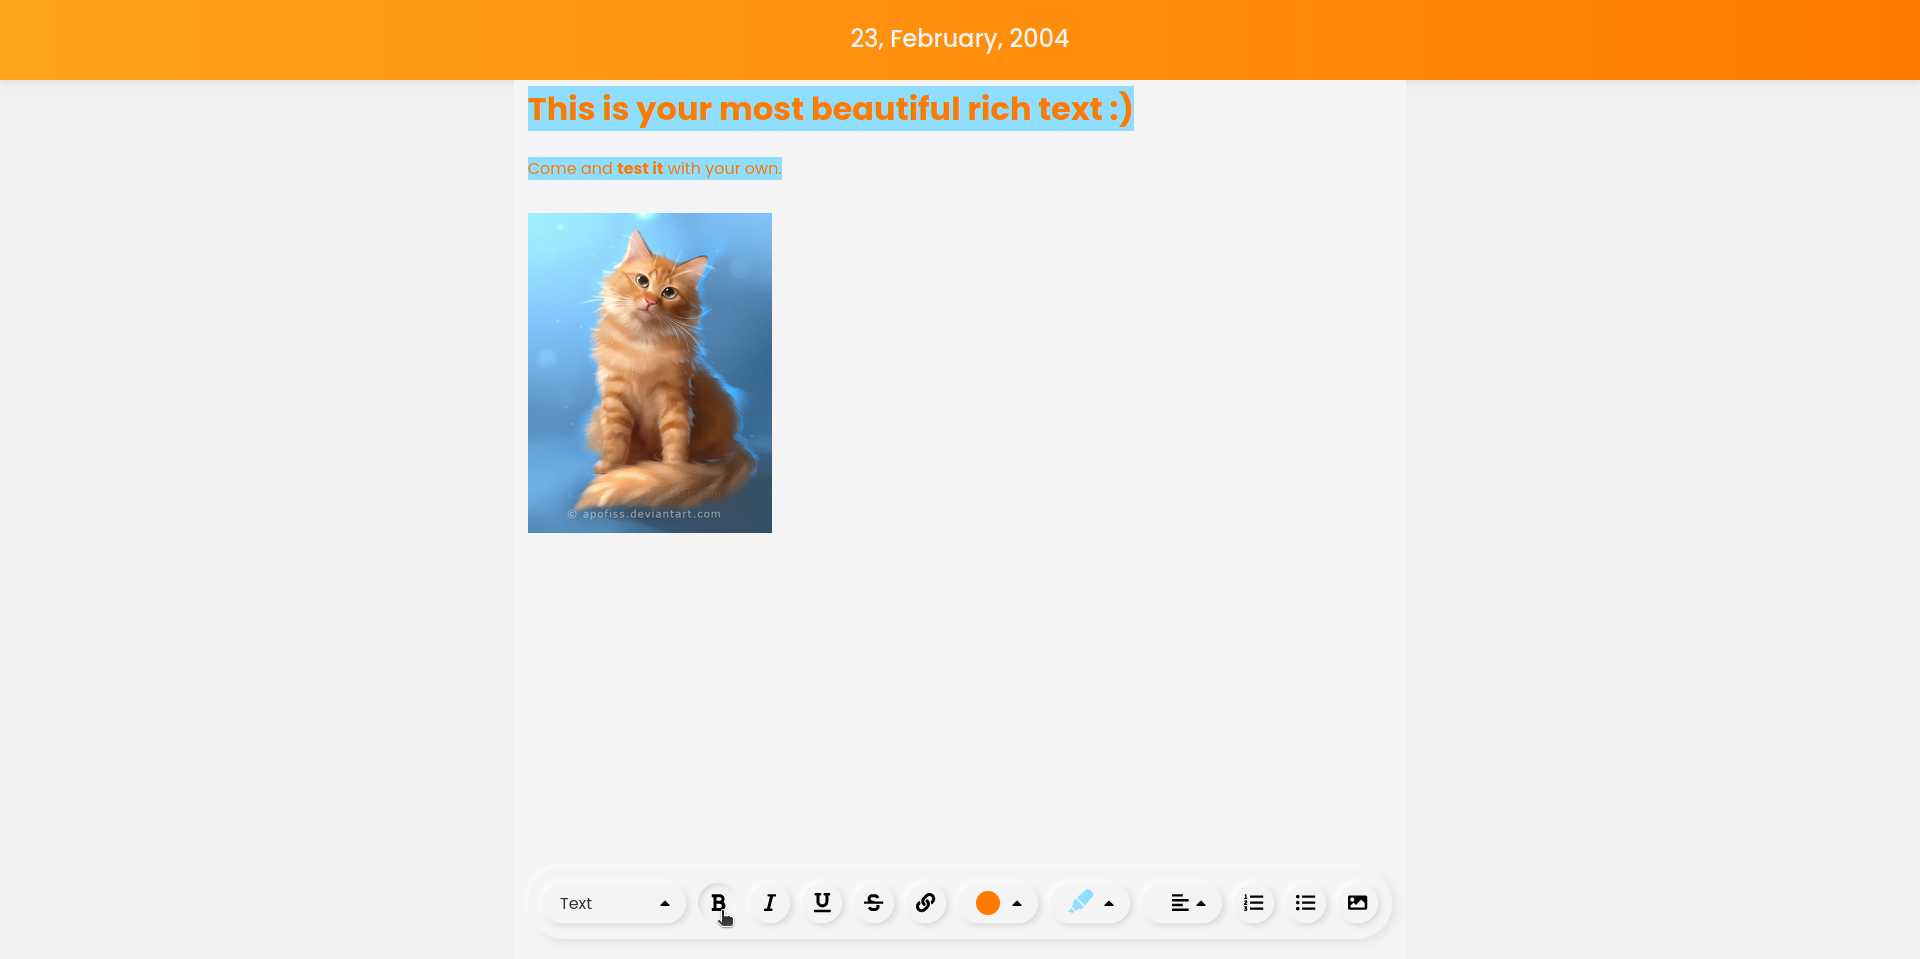 23, February, 2004
This is your most beautiful rich text :)
Come and test it with your own.
© apofiss.deviantart.com
Text
B I U S